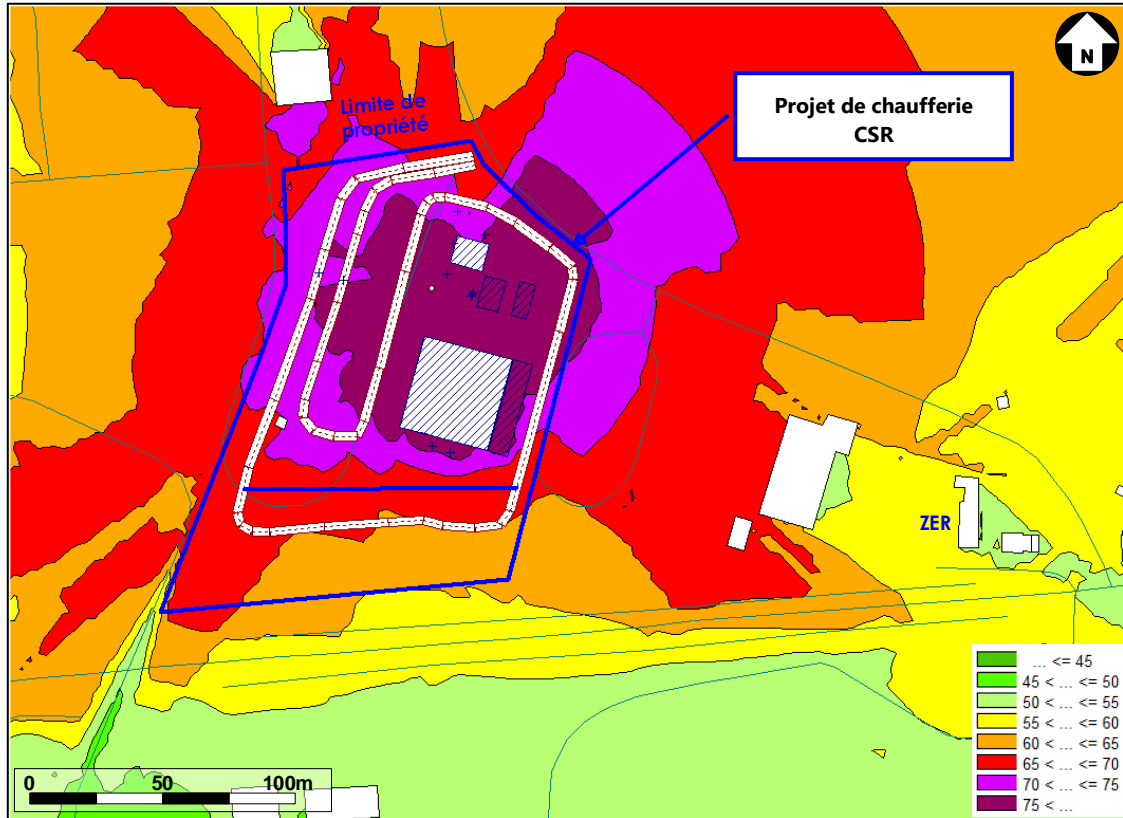 N
Limite de
propriété
Projet de chaufferie
CSR
ZER
... <= 45
45 < ... <= 50
50 < ... <= 55
55 < ... <= 60
60 < ... <= 65
65 < ... <= 70
70 < ... <= 75
75 < ...
0 50 100m